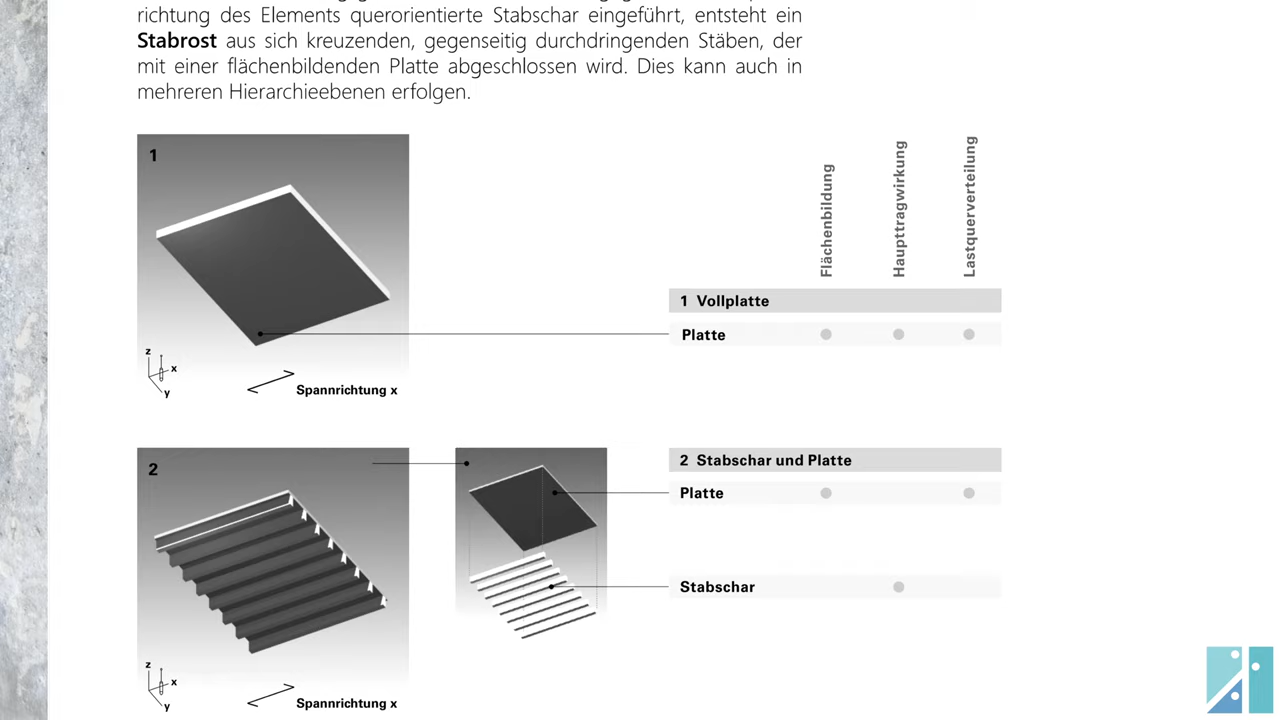 richtung des Elements querorientierte Stabschar eingeführt, entsteht ein
Stabrost aus sich kreuzenden, gegenseitig durchdringenden Stäben, der
mit einer flächenbildenden Platte abgeschlossen wird. Dies kann auch in
mehreren Hierarchieebenen erfolgen.
1
z
x
y
Spannrichtung x
Flächenbildung
Haupttragwirkung
Lastquerverteilung
1 Vollplatte
Platte
2
z
x
y
Spannrichtung x
2 Stabschar und Platte
Platte
Stabschar